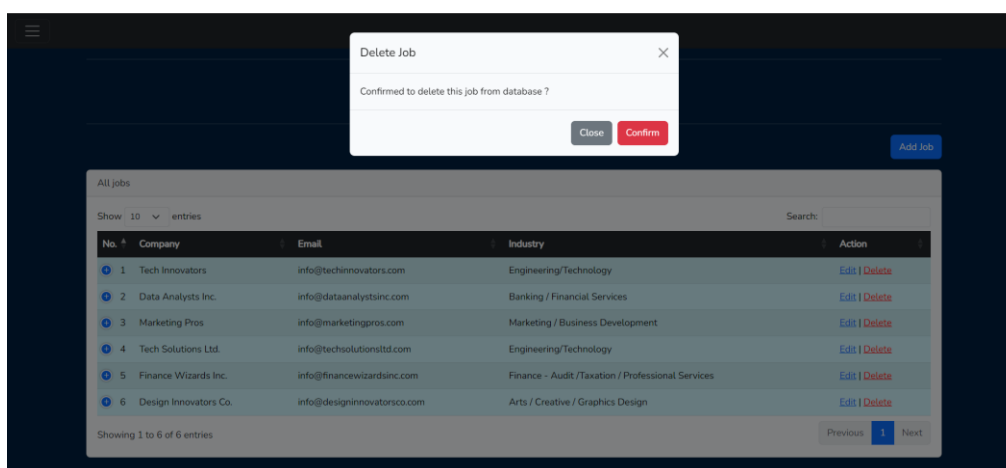 Delete Job
Confirmed to delete this job from database ?
Close Confirm
Add Job
All jobs
Show 10 entries Search:
No. Company Email Industry Action
1 Tech Innovators info@techinnovators.com Engineering/Technology Edit | Delete
2 Data Analysts Inc. info@dataanalystsinc.com Banking / Financial Services Edit | Delete
3 Marketing Pros info@marketingpros.com Marketing / Business Development Edit | Delete
4 Tech Solutions Ltd. info@techsolutionsltd.com Engineering/Technology Edit | Delete
5 Finance Wizards Inc. info@financewizardsinc.com Finance - Audit /Taxation / Professional Services Edit | Delete
6 Design Innovators Co. info@designinnovatorsco.com Arts / Creative / Graphics Design Edit | Delete
Showing 1 to 6 of 6 entries Previous 1 Next